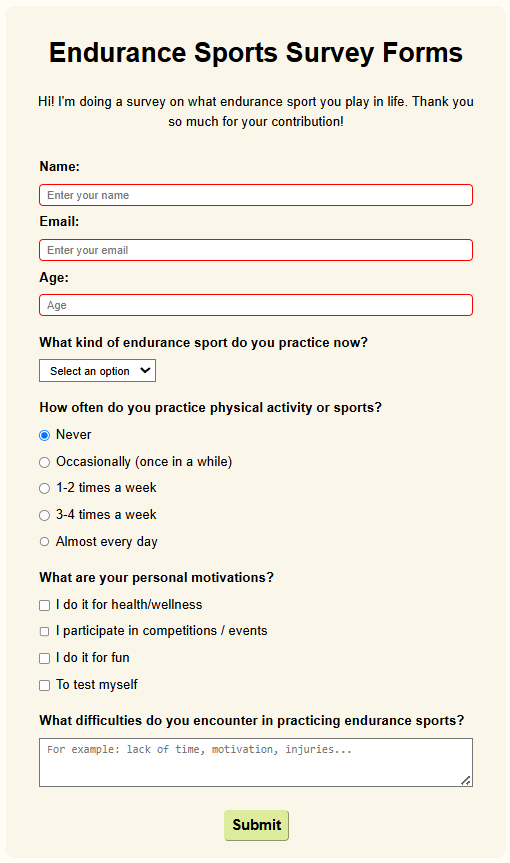 Endurance Sports Survey Forms
Hi! I'm doing a survey on what endurance sport you play in life. Thank you
so much for your contribution!
Name:
Enter your name
Email:
Enter your email
Age:
Age
What kind of endurance sport do you practice now?
Select an option
How often do you practice physical activity or sports?
Never
Occasionally (once in a while)
1-2 times a week
3-4 times a week
Almost every day
What are your personal motivations?
I do it for health/wellness
I participate in competitions / events
I do it for fun
To test myself
What difficulties do you encounter in practicing endurance sports?
For example: lack of time, motivation, injuries...
Submit